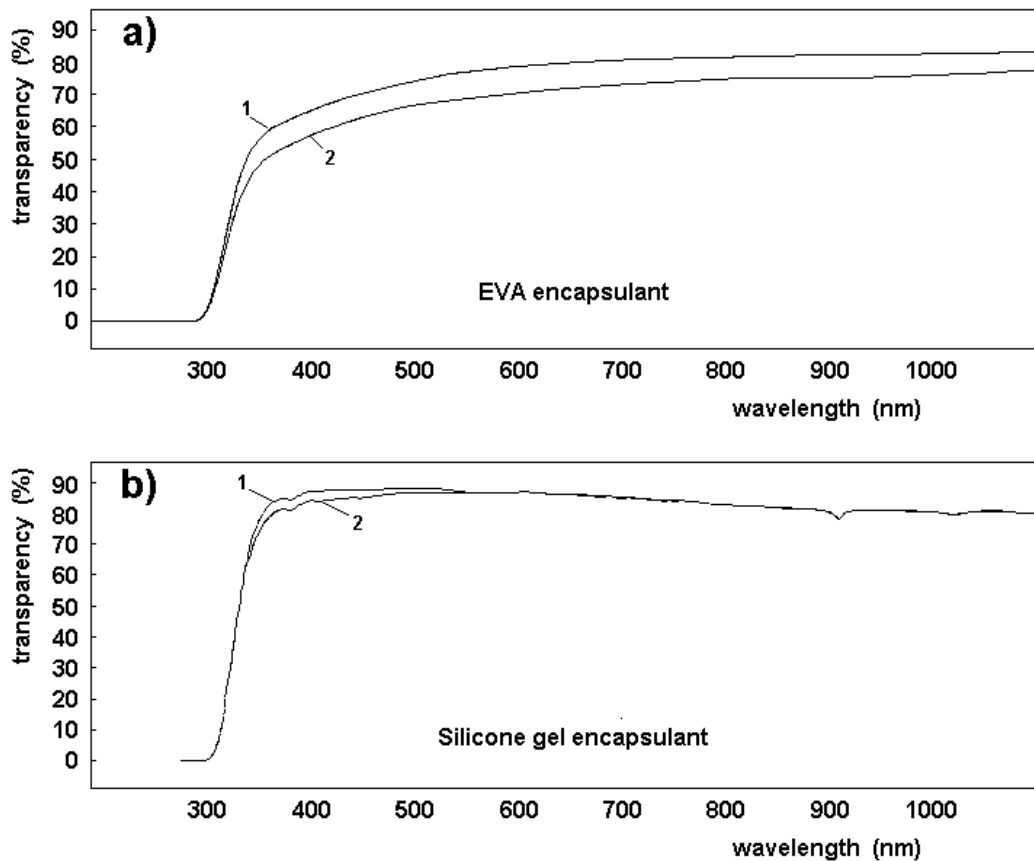 a)
transparency (%)
90
80
70
60
50
40
30
20
10
0
1
2
EVA encapsulant
300 400 500 600 700 800 900 1000
wavelength (nm)
b)
transparency (%)
90
80
70
60
50
40
30
20
10
0
1
2
Silicone gel encapsulant
300 400 500 600 700 800 900 1000
wavelength (nm)